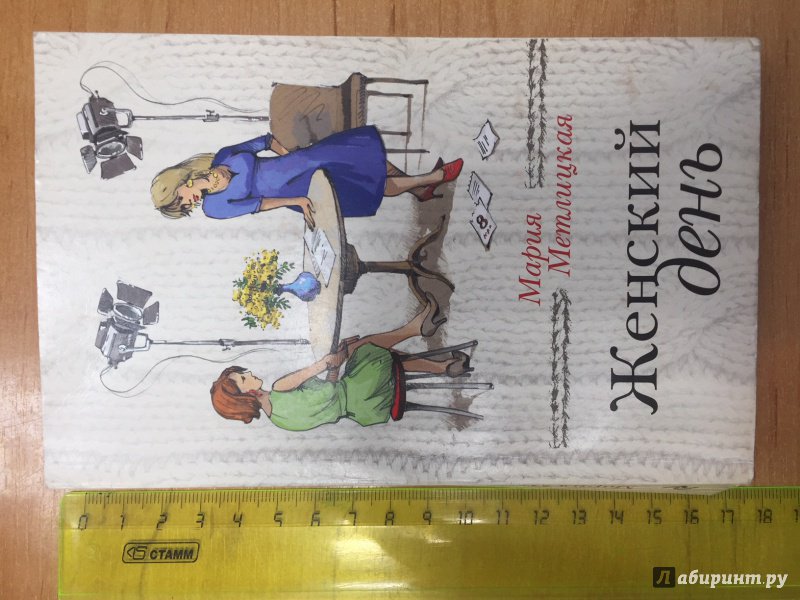 Мария
Метлицкая
Женский
день
8
0 1 2 3 4 5 6 7 8 9 10 11 12 13 14 15 16 17 18
СТАММ
Лабиринт.ру